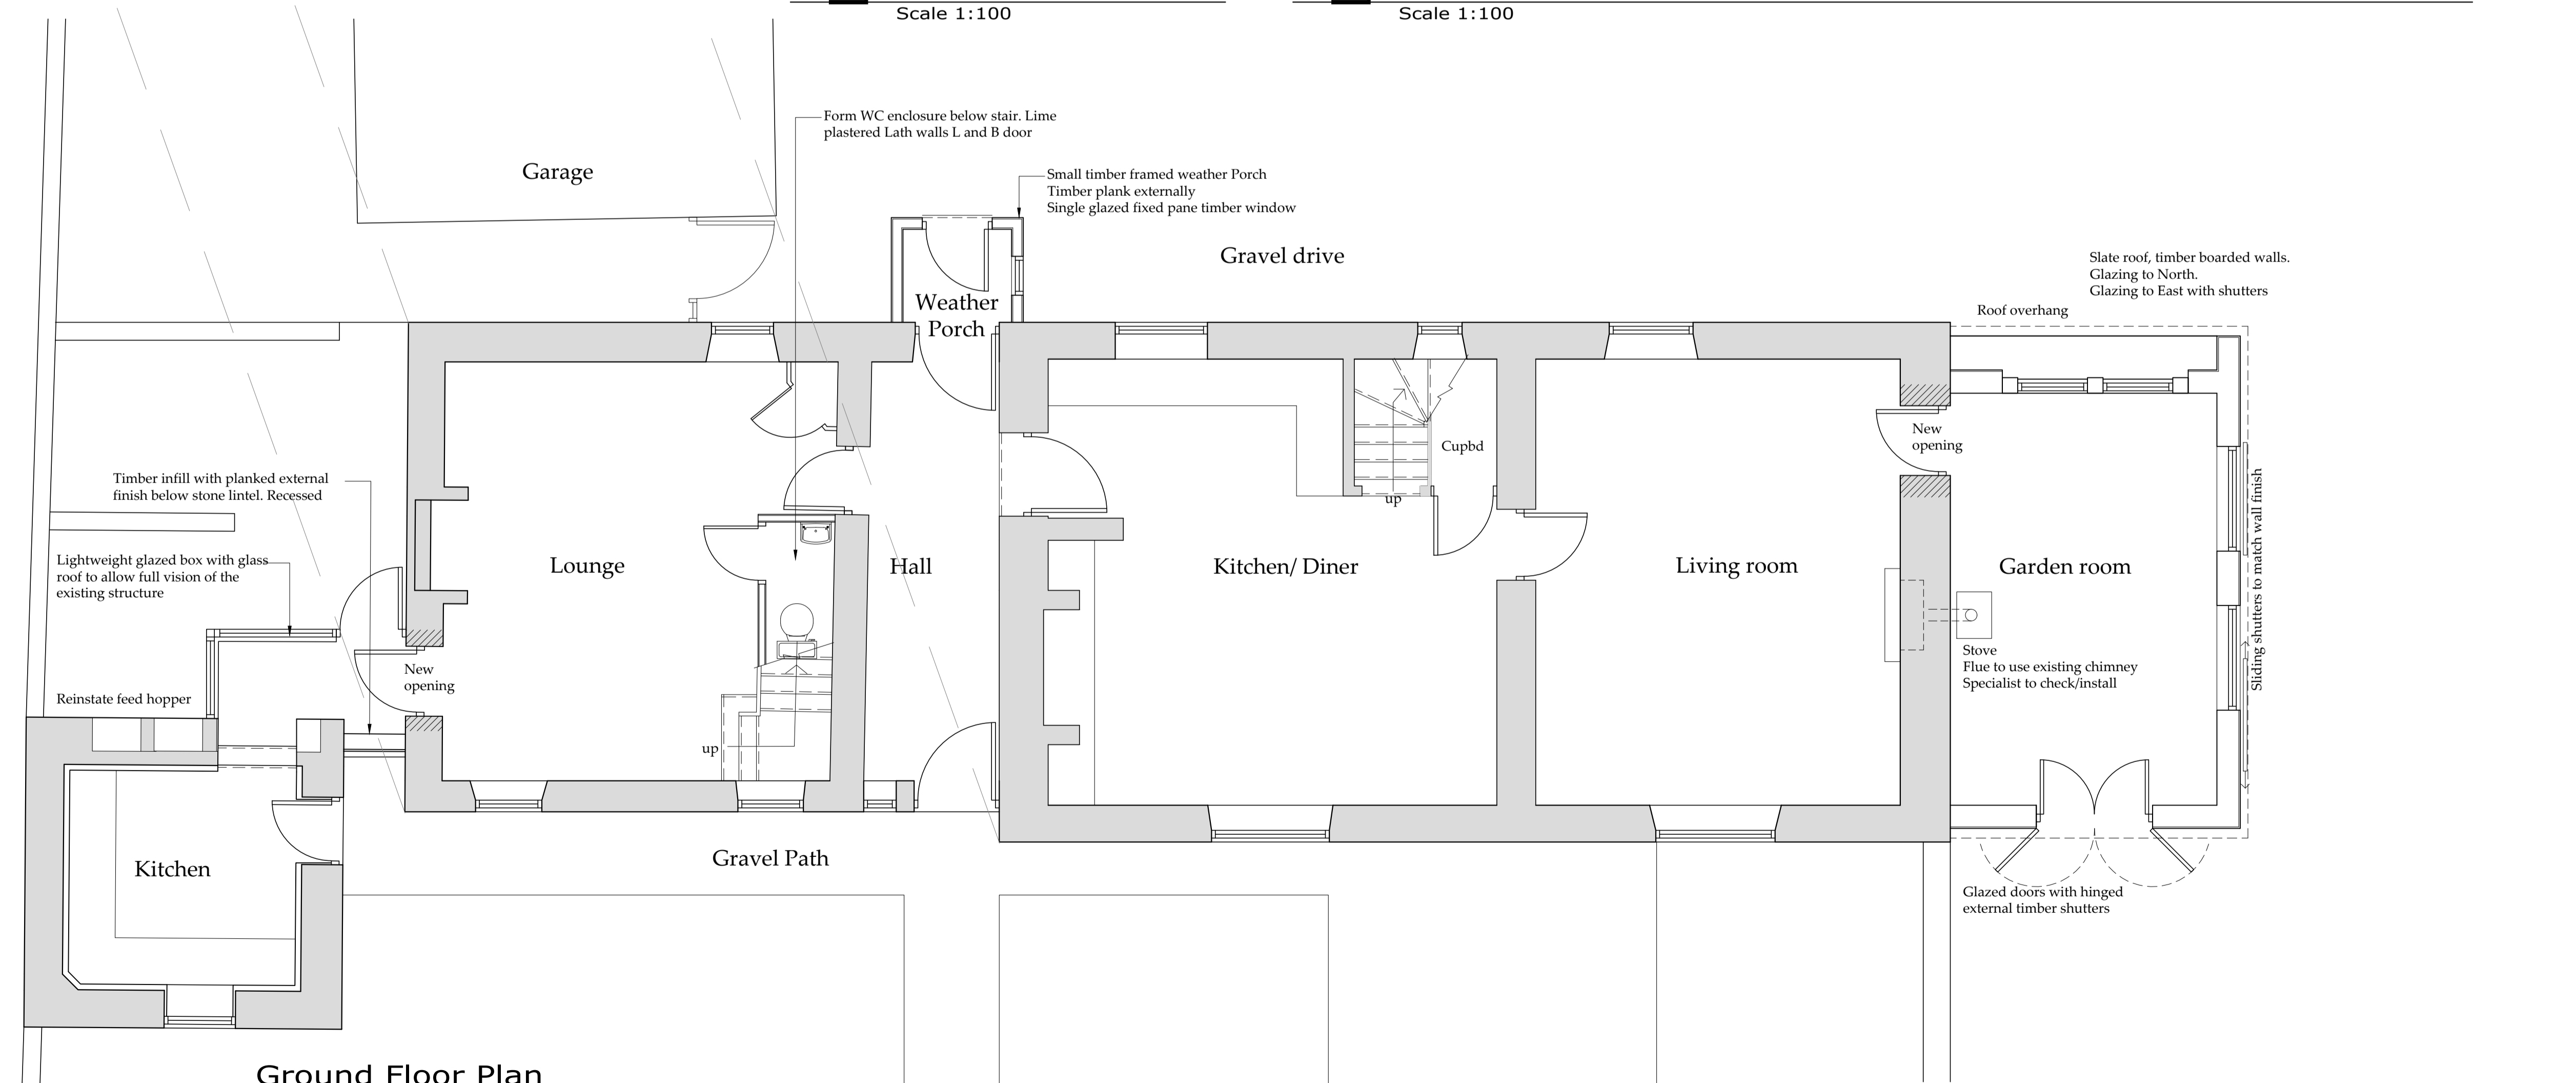 Scale 1:100
Scale 1:100
Form WC enclosure below stair. Lime
plastered Lath walls L and B door
Garage
Small timber framed weather Porch
Timber plank externally
Single glazed fixed pane timber window
Gravel drive
Slate roof, timber boarded walls.
Glazing to North.
Glazing to East with shutters
Roof overhang
Weather
Porch
New
opening
Cupbd
up
Timber infill with planked external
finish below stone lintel. Recessed
Lightweight glazed box with glass
roof to allow full vision of the
existing structure
Lounge
Hall
Kitchen/ Diner
Living room
Garden room
Sliding shutters to match wall finish
Stove
Flue to use existing chimney
Specialist to check/install
New
opening
Reinstate feed hopper
up
Kitchen
Gravel Path
Glazed doors with hinged
external timber shutters
Ground Floor Plan